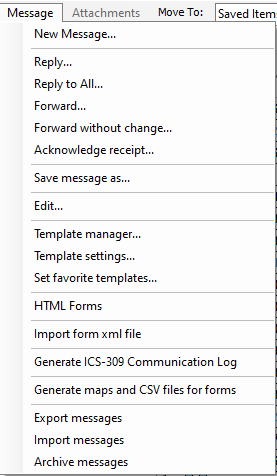 Message Attachments Move To: Saved Item
New Message...
Reply...
Reply to All...
Forward...
Forward without change...
Acknowledge receipt...
Save message as...
Edit...
Template manager...
Template settings...
Set favorite templates...
HTML Forms
Import form xml file
Generate ICS-309 Communication Log
Generate maps and CSV files for forms
Export messages
Import messages
Archive messages